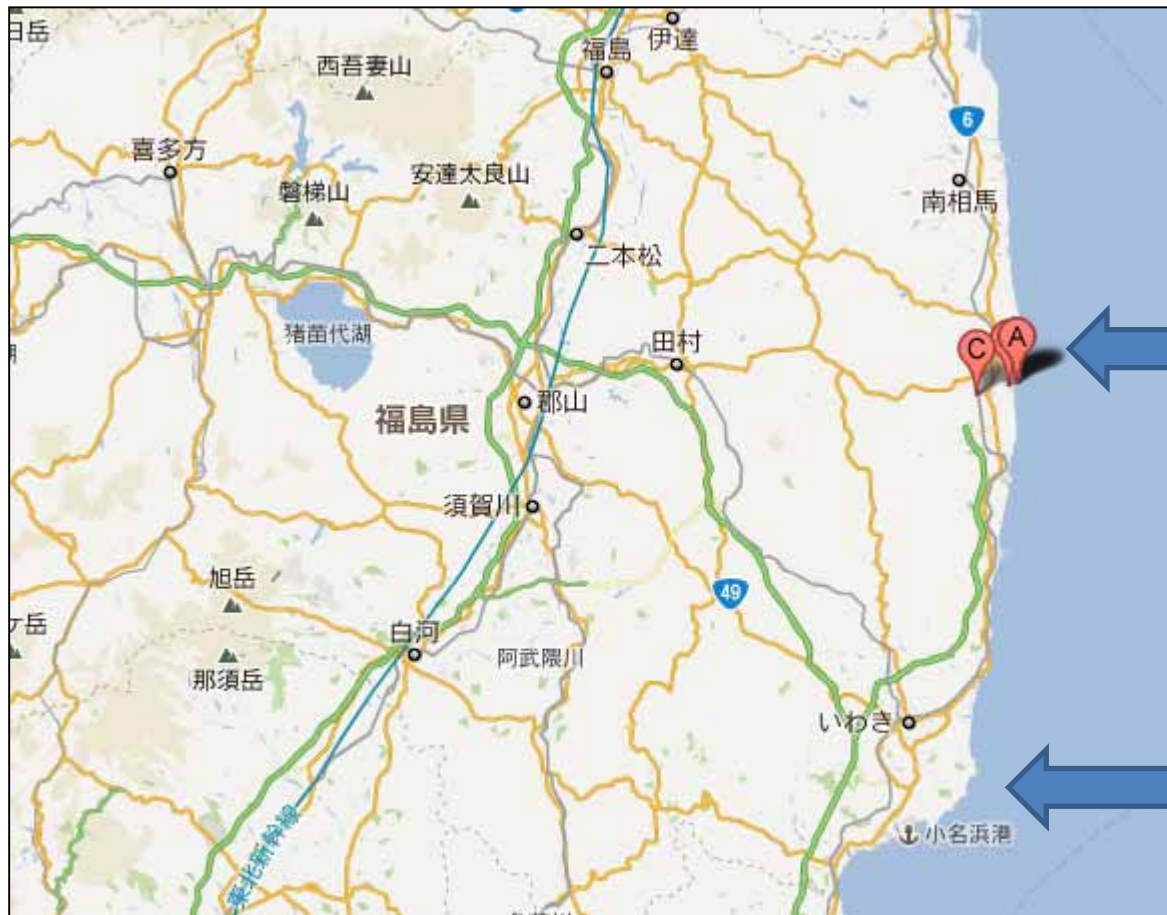 日岳
福島
伊達
西吾妻山
6
喜多方
安達太良山
磐梯山
南相馬
二本松
猪苗代湖
田村
C
A
郡山
福島県
須賀川
旭岳
49
ケ岳
白河
阿武隈川
那須岳
いわき
東北新幹線
小名浜港